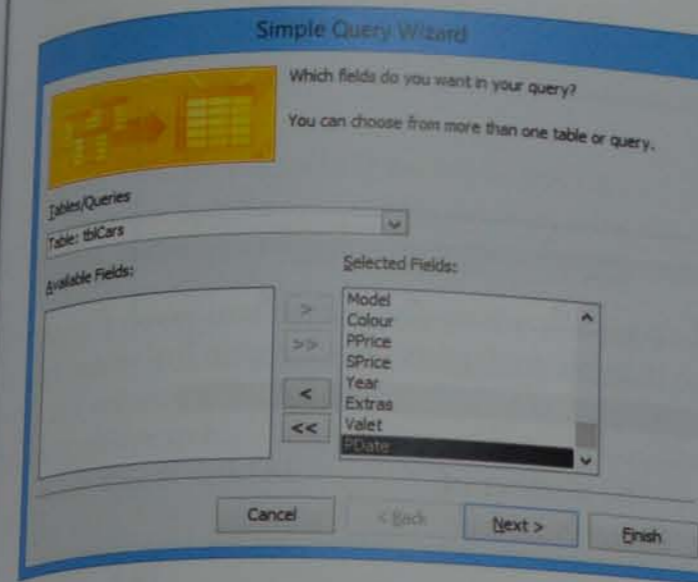 Simple Query Wizard
Which fields do you want in your query?
You can choose from more than one table or query.
Tables/Queries
Table: tblCars
Available Fields:
Selected Fields:
>
>>
<
<<
Model
Colour
PPrice
SPrice
Year
Extras
Valet
PDate
Cancel
< Back
Next >
Finish